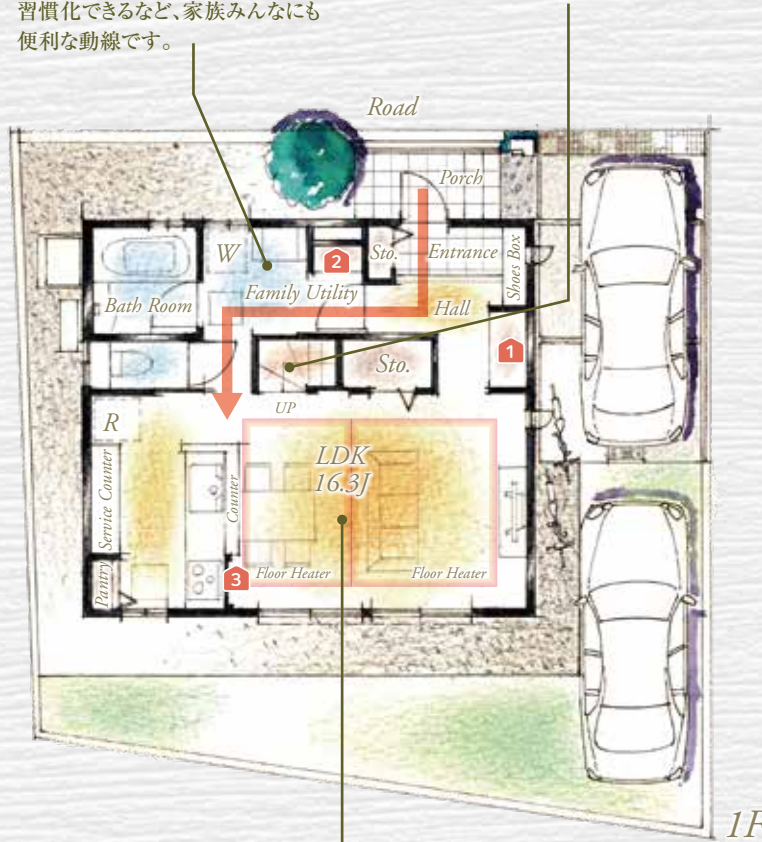 習慣化できるなど、家族みんなにも
便利な動線です。
Road
Porch
W
2
Sto.
Entrance
Shoes Box
Bath Room
Family Utility
Hall
1
Sto.
UP
R
LDK
16.3J
Service Counter
Counter
Pantry
3
Floor Heater
Floor Heater
1F